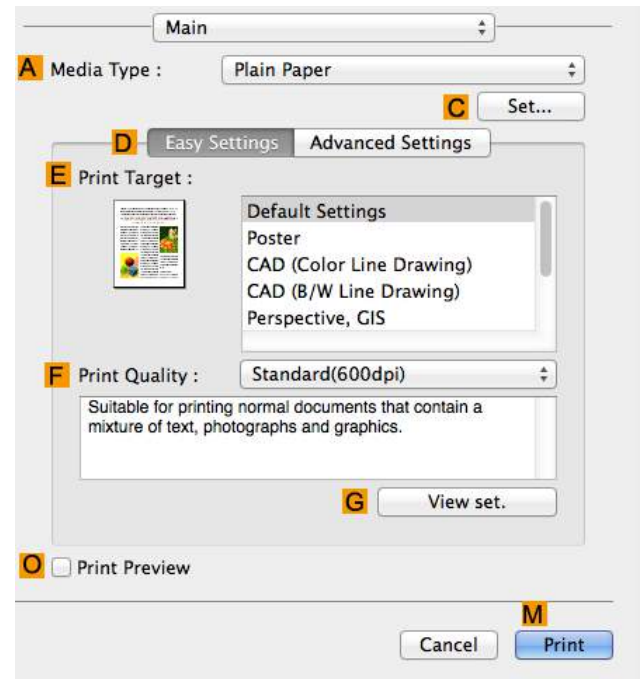 Main
A Media Type : Plain Paper
C Set...
D Easy Settings Advanced Settings
E Print Target :
Default Settings
Poster
CAD (Color Line Drawing)
CAD (B/W Line Drawing)
Perspective, GIS
F Print Quality : Standard(600dpi)
Suitable for printing normal documents that contain a
mixture of text, photographs and graphics.
G View set.
O Print Preview
M
Cancel Print